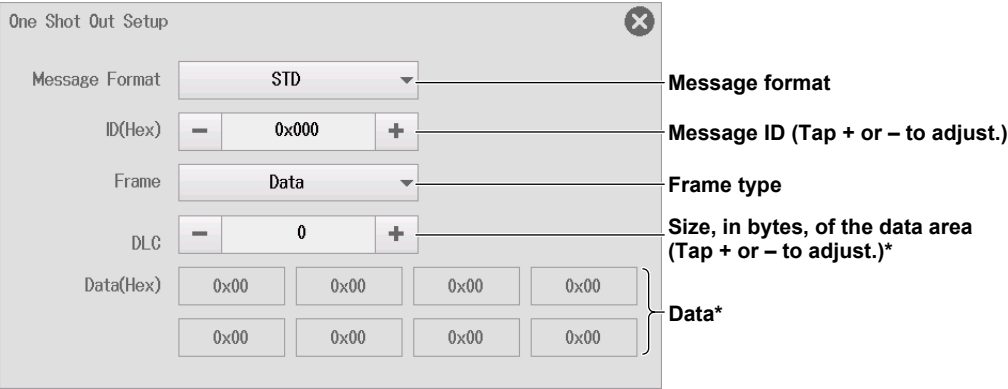 One Shot Out Setup
Message Format STD Message format
ID(Hex) − 0x000 + Message ID (Tap + or – to adjust.)
Frame Data Frame type
DLC − 0 + Size, in bytes, of the data area
(Tap + or – to adjust.)*
Data(Hex) 0x00 0x00 0x00 0x00
Data*
0x00 0x00 0x00 0x00